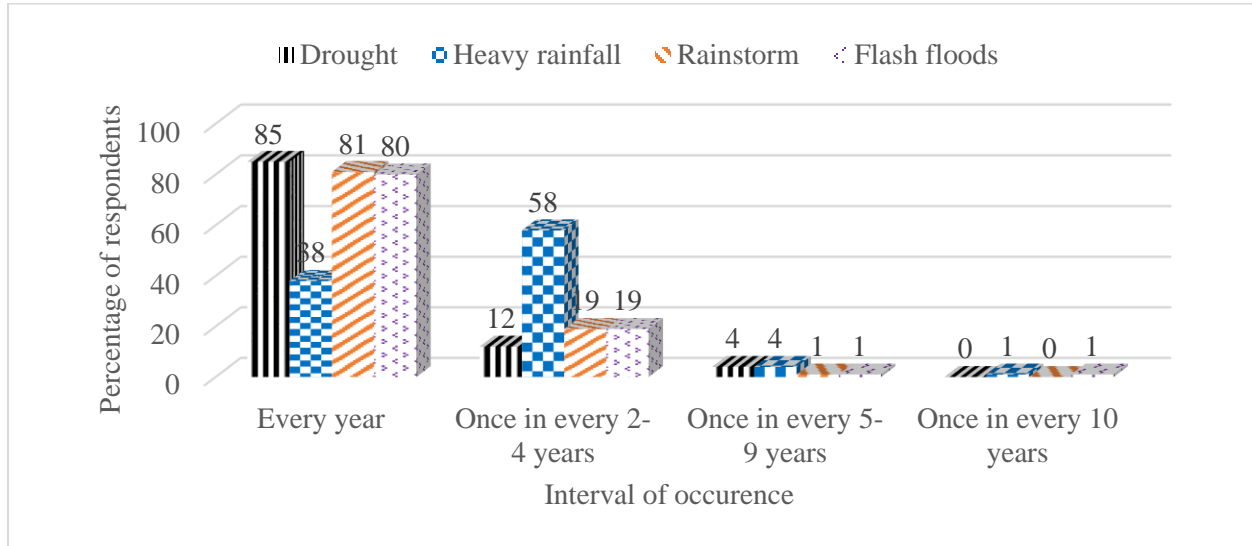 Drought Heavy rainfall Rainstorm Flash floods
Percentage of respondents
100
80
60
40
20
0
85 38 81 80
12 58 19 19
4 4 1 1
0 1 0 1
Every year
Once in every 2-
4 years
Once in every 5-
9 years
Once in every 10
years
Interval of occurence